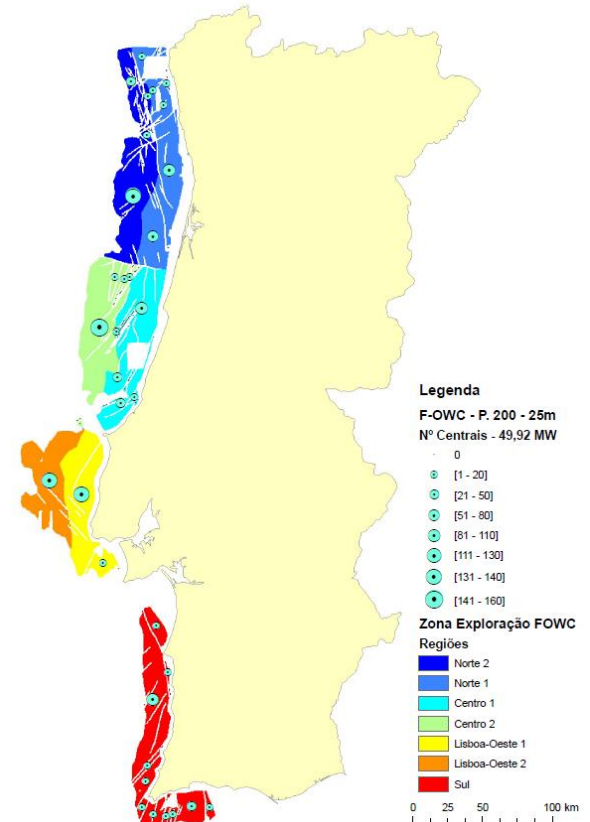 Legenda
F-OWC - P. 200 - 25m
Nº Centrais - 49,92 MW
0
[1 - 20]
[21 - 50]
[51 - 80]
[81 - 110]
[111 - 130]
[131 - 140]
[141 - 160]
Zona Exploração FOWC
Regiões
Norte 2
Norte 1
Centro 1
Centro 2
Lisboa-Oeste 1
Lisboa-Oeste 2
Sul
0 25 50 100 km